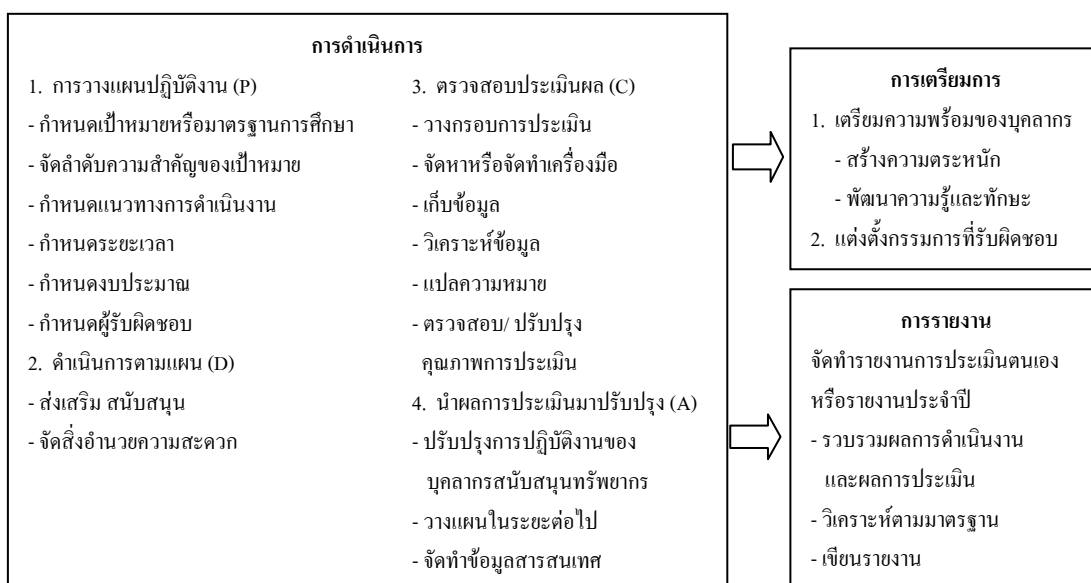 การดำเนินการ
1. การวางแผนปฏิบัติงาน (P)
- กำหนดเป้าหมายหรือมาตรฐานการศึกษา
- จัดลำดับความสำคัญของเป้าหมาย
- กำหนดแนวทางการดำเนินงาน
- กำหนดระยะเวลา
- กำหนดงบประมาณ
- กำหนดผู้รับผิดชอบ
2. ดำเนินการตามแผน (D)
- ส่งเสริม สนับสนุน
- จัดสิ่งอำนวยความสะดวก
3. ตรวจสอบประเมินผล (C)
- วางกรอบการประเมิน
- จัดหาหรือจัดทำเครื่องมือ
- เก็บข้อมูล
- วิเคราะห์ข้อมูล
- แปลความหมาย
- ตรวจสอบ/ ปรับปรุง
คุณภาพการประเมิน
4. นำผลการประเมินมาปรับปรุง (A)
- ปรับปรุงการปฏิบัติงานของ
บุคลากรสนับสนุนทรัพยากร
- วางแผนในระยะต่อไป
- จัดทำข้อมูลสารสนเทศ
การเตรียมการ
1. เตรียมความพร้อมของบุคลากร
- สร้างความตระหนัก
- พัฒนาความรู้และทักษะ
2. แต่งตั้งกรรมการที่รับผิดชอบ
การรายงาน
จัดทำรายงานการประเมินตนเอง
หรือรายงานประจำปี
- รวบรวมผลการดำเนินงาน
และผลการประเมิน
- วิเคราะห์ตามมาตรฐาน
- เขียนรายงาน